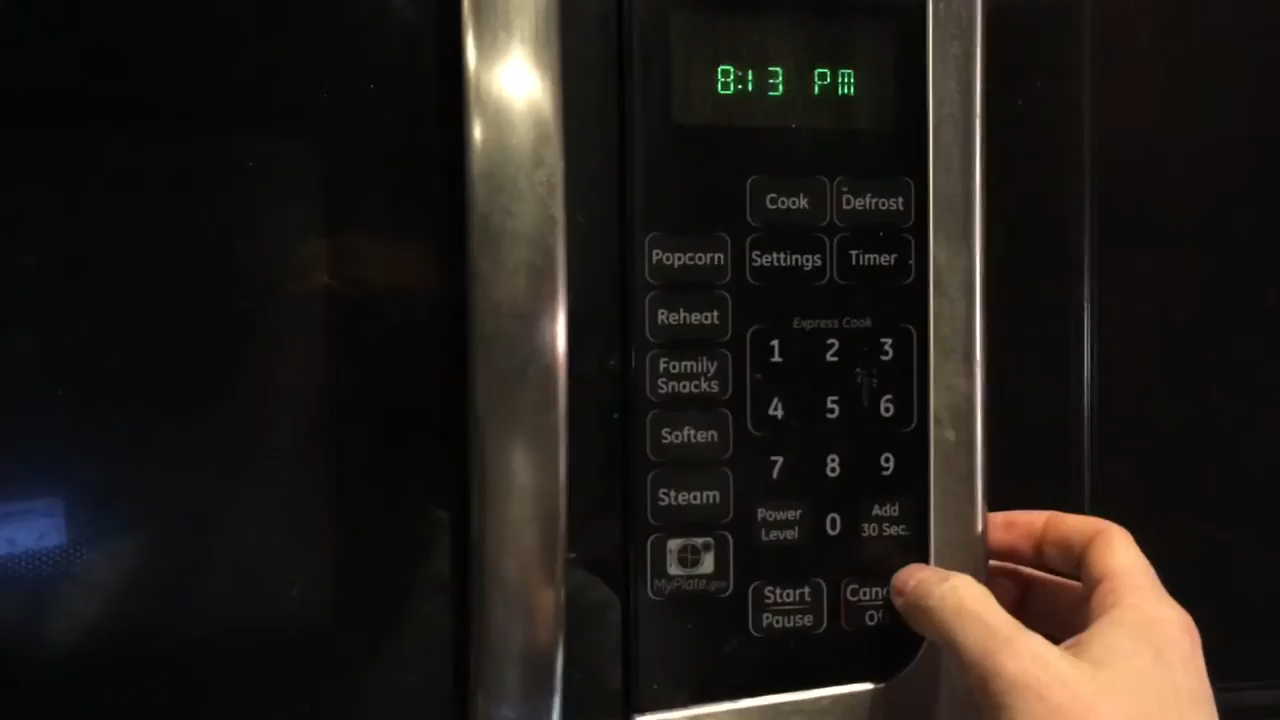 8:13 PM
Cook
Defrost
Popcorn
Settings
Timer
Reheat
Express Cook
1 2 3
Family
Snacks
4 5 6
Soften
7 8 9
Steam
Power
Level
0
Add
30 Sec.
MyPlate.gov
Start
Pause